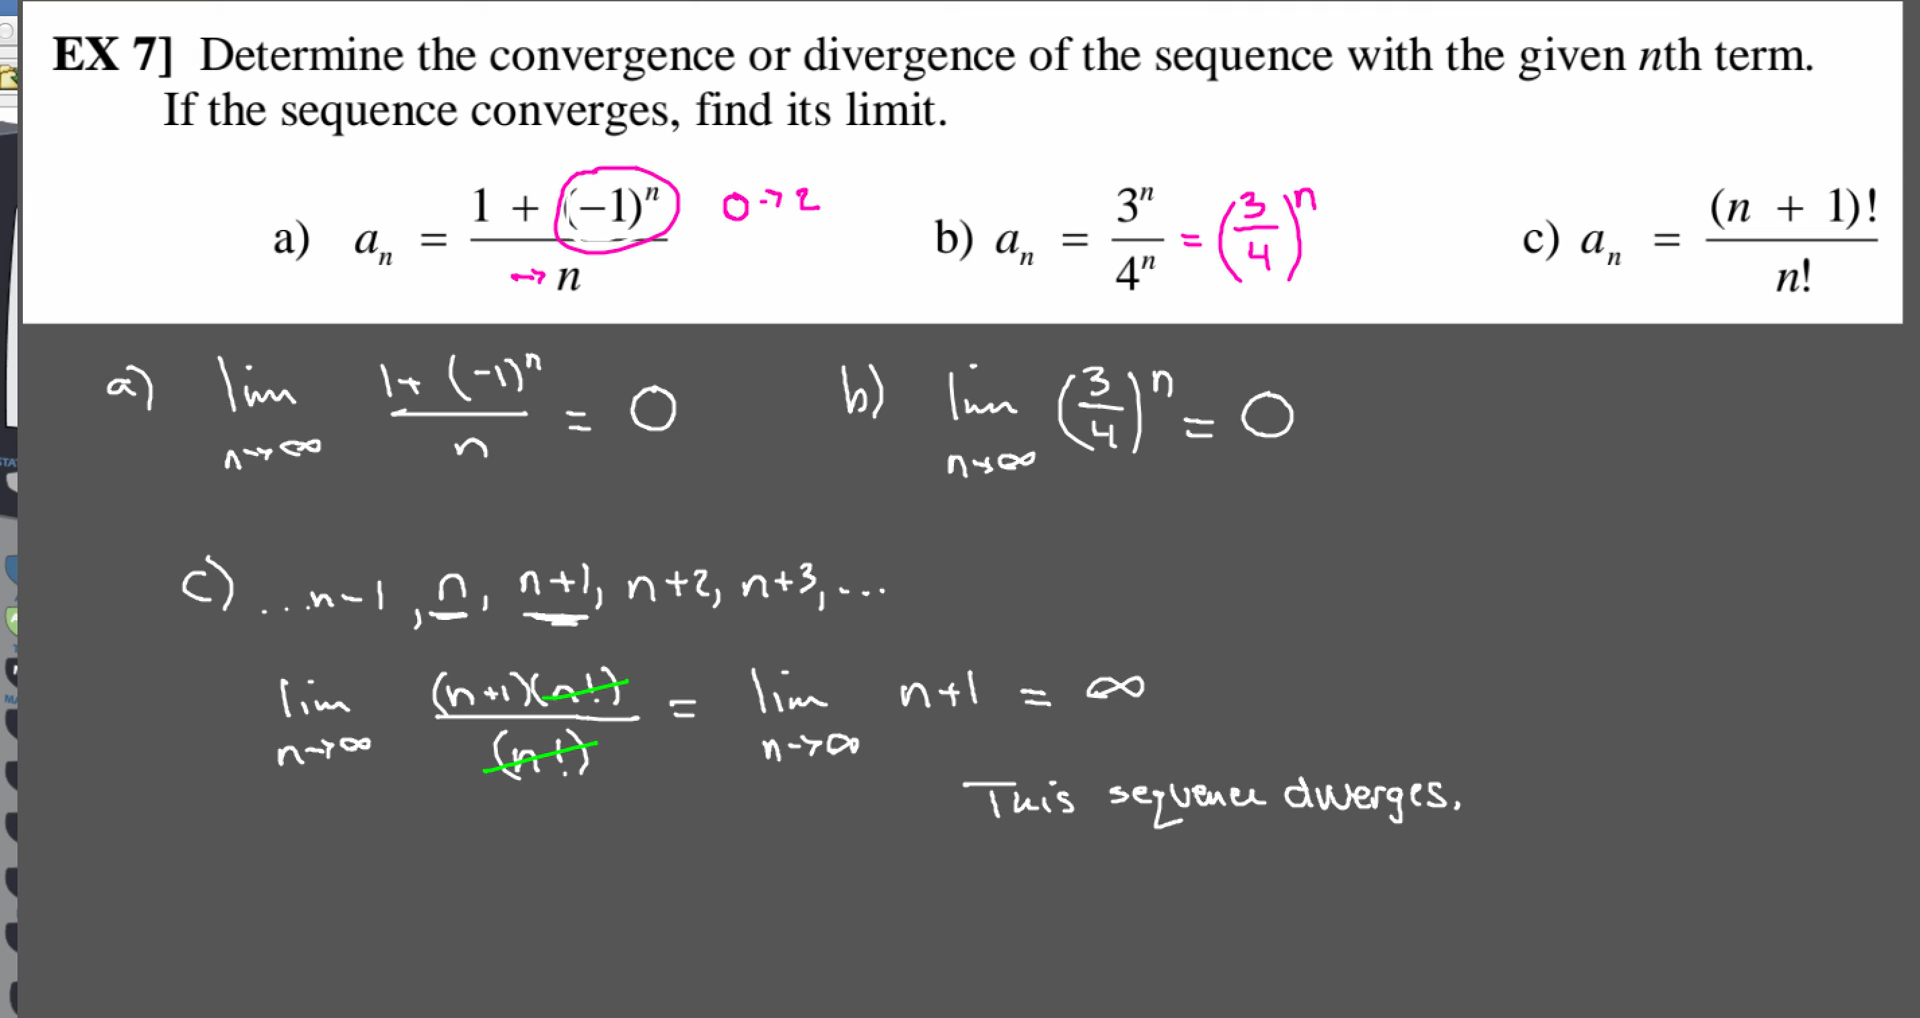 EX 7] Determine the convergence or divergence of the sequence with the given nth term.
If the sequence converges, find its limit.
a) aₙ = (1 + (−1)ⁿ)/n 0→2 → b) aₙ = 3ⁿ/4ⁿ = (3/4)ⁿ c) aₙ = (n + 1)!/n!
a) lim n→∞ (1+(-1)ⁿ)/n = 0 b) lim n→∞ (3/4)ⁿ = 0
c) ...n-1, n, n+1, n+2, n+3, ...
lim n→∞ (n+1)(n!)/(n!) = lim n→∞ n+1 = ∞
This sequence diverges.